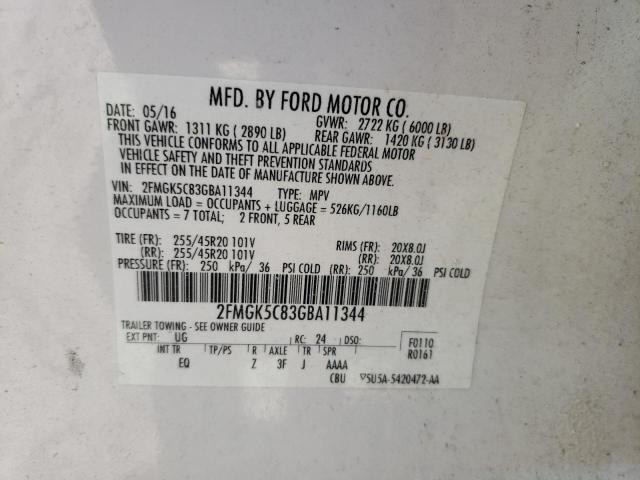 MFD. BY FORD MOTOR CO.
DATE: 05/16 GVWR: 2722 KG ( 6000 LB)
FRONT GAWR: 1311 KG ( 2890 LB) REAR GAWR: 1420 KG ( 3130 LB)
THIS VEHICLE CONFORMS TO ALL APPLICABLE FEDERAL MOTOR
VEHICLE SAFETY AND THEFT PREVENTION STANDARDS
IN EFFECT ON THE DATE OF MANUFACTURE SHOWN ABOVE.
VIN: 2FMGK5C83GBA11344 TYPE: MPV
MAXIMUM LOAD = OCCUPANTS + LUGGAGE = 526KG/1160LB
OCCUPANTS = 7 TOTAL; 2 FRONT, 5 REAR
TIRE (FR): 255/45R20 101V RIMS (FR): 20X8.0J
(RR): 255/45R20 101V (RR): 20X8.0J
PRESSURE (FR): 250 kPa/ 36 PSI COLD (RR): 250 kPa/ 36 PSI COLD
2FMGK5C83GBA11344
TRAILER TOWING - SEE OWNER GUIDE
EXT PNT: UG RC: 24 DSO: F0110
R0161
INT TR TP/PS R AXLE TR SPR
EQ Z 3F J AAAA
CBU 5U5A-5420472-AA